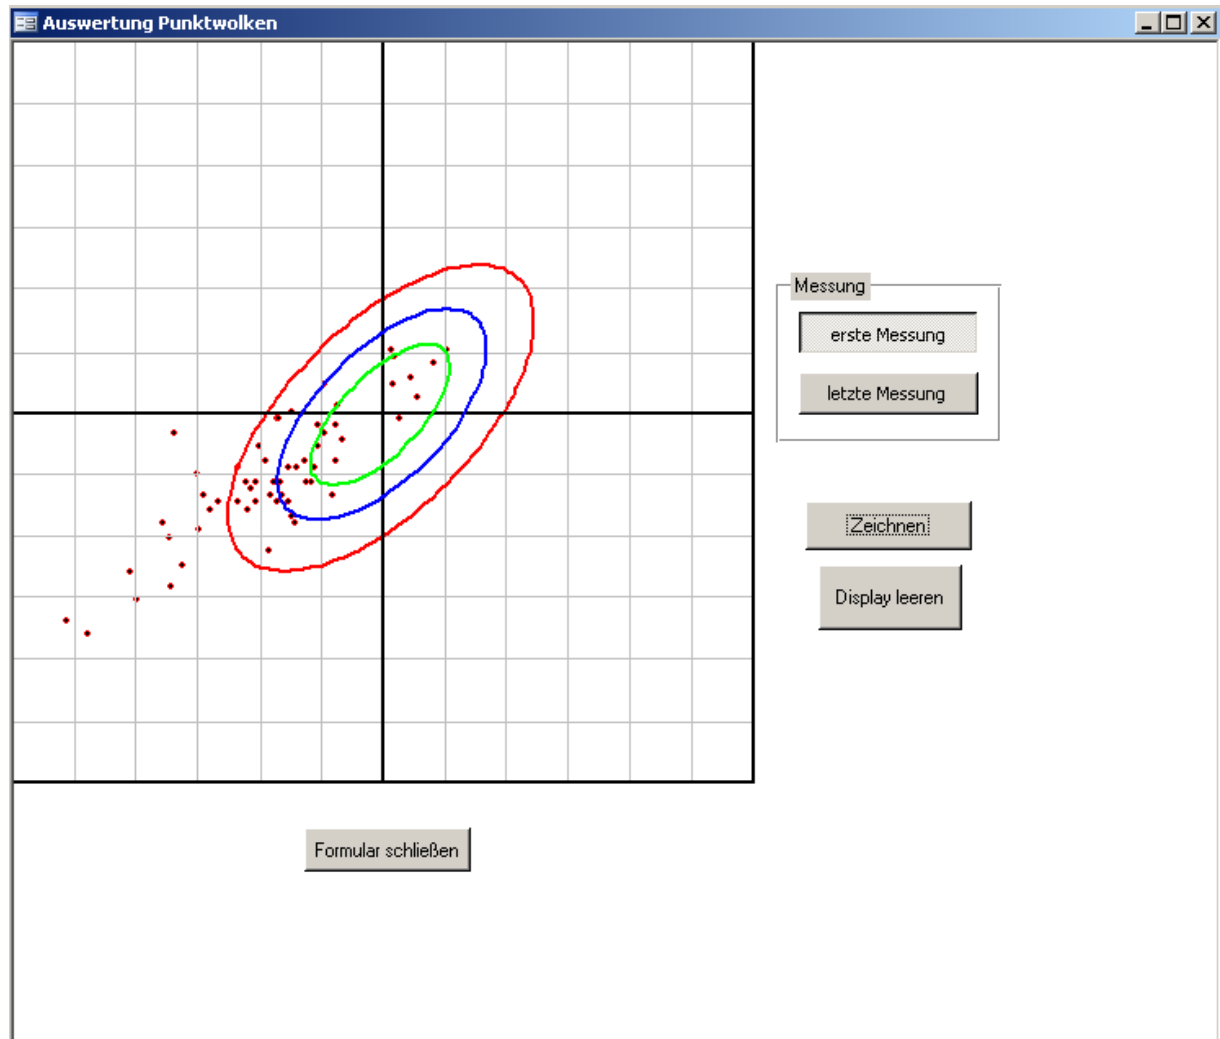 Auswertung Punktwolken
Messung
erste Messung
letzte Messung
Zeichnen
Display leeren
Formular schließen